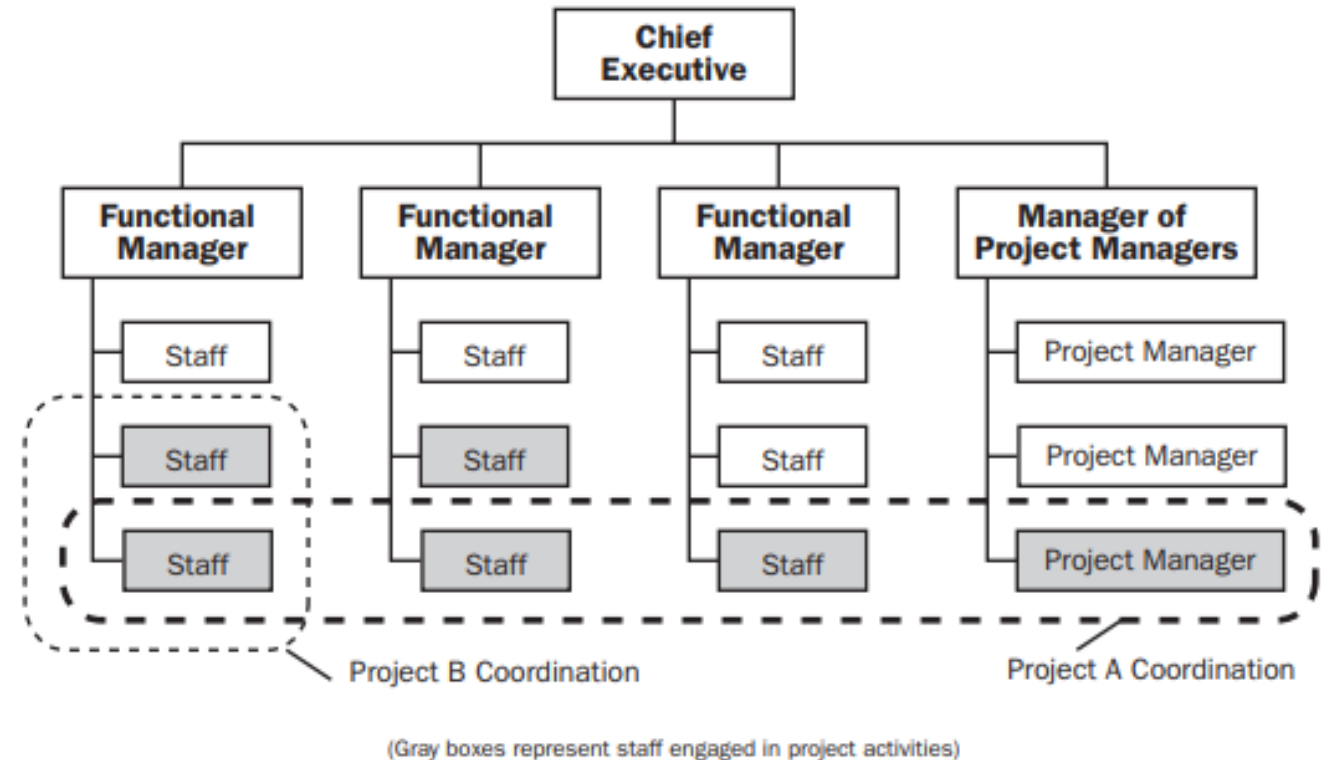 Chief
Executive
Functional
Manager
Functional
Manager
Functional
Manager
Manager of
Project Managers
Staff
Staff
Staff
Project Manager
Staff
Staff
Staff
Project Manager
Staff
Staff
Staff
Project Manager
Project B Coordination
Project A Coordination
(Gray boxes represent staff engaged in project activities)